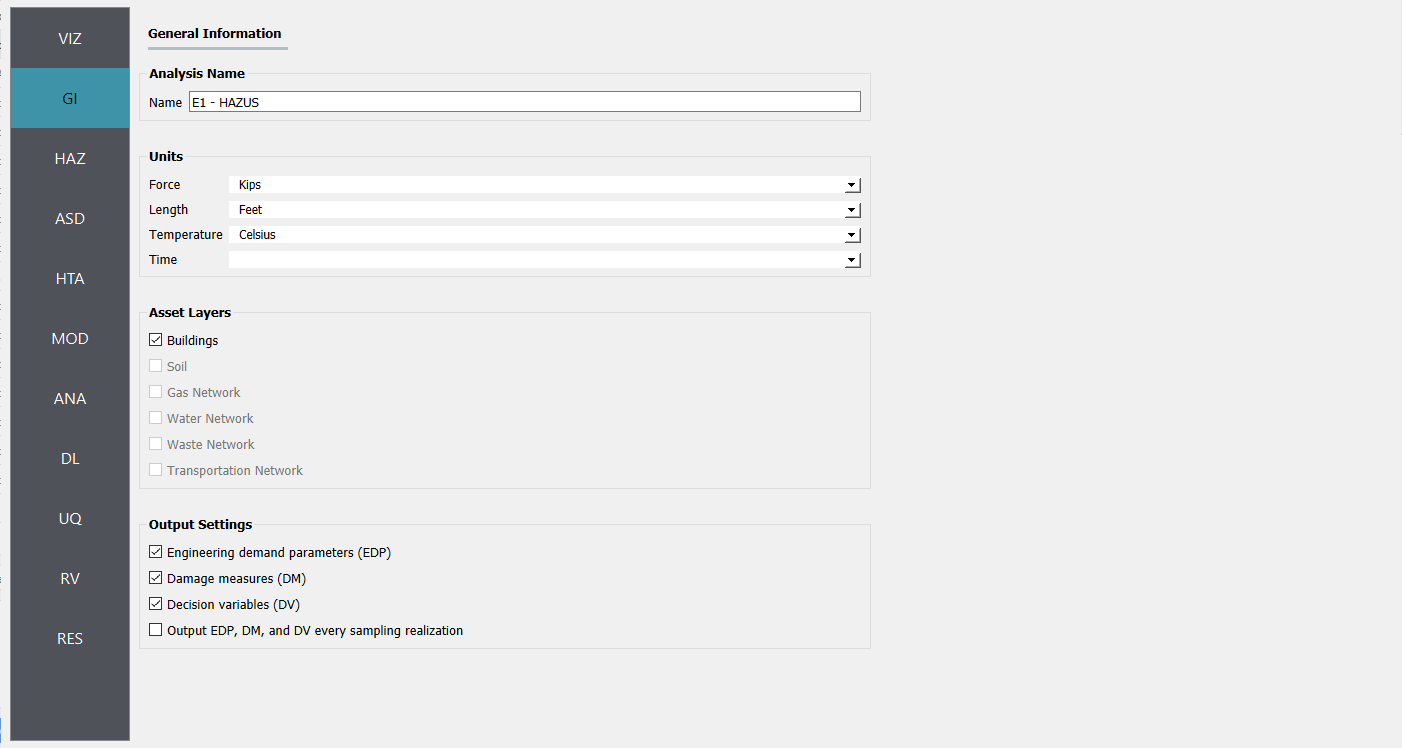 VIZ
GI
HAZ
ASD
HTA
MOD
ANA
DL
UQ
RV
RES
General Information
Analysis Name
Name E1 - HAZUS
Units
Force Kips
Length Feet
Temperature Celsius
Time
Asset Layers
Buildings
Soil
Gas Network
Water Network
Waste Network
Transportation Network
Output Settings
Engineering demand parameters (EDP)
Damage measures (DM)
Decision variables (DV)
Output EDP, DM, and DV every sampling realization